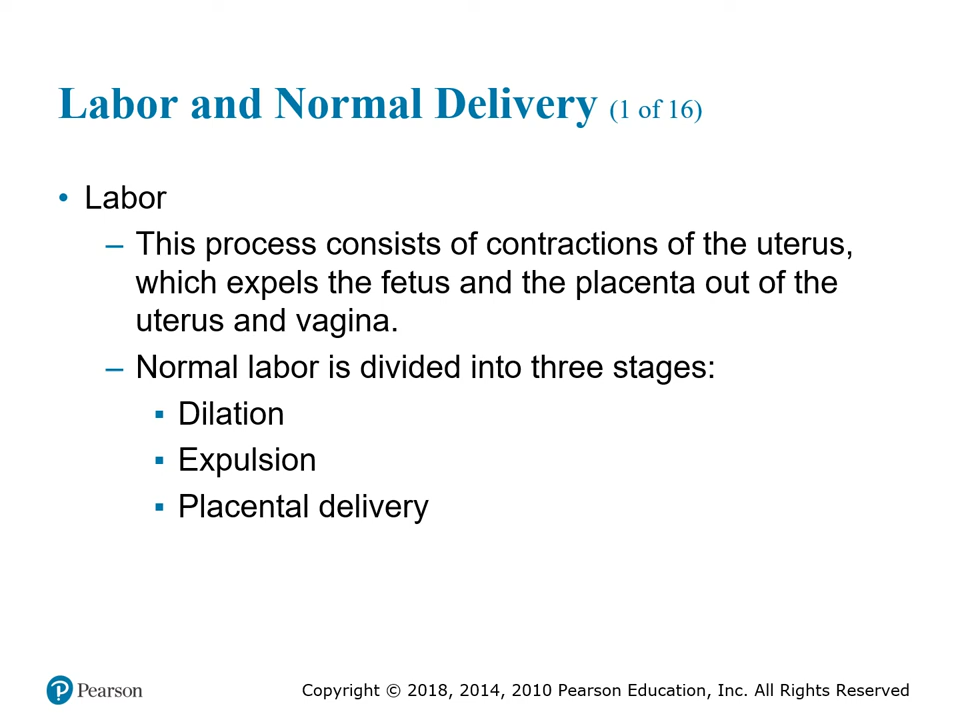 Labor and Normal Delivery (1 of 16)
• Labor
– This process consists of contractions of the uterus,
which expels the fetus and the placenta out of the
uterus and vagina.
– Normal labor is divided into three stages:
▪ Dilation
▪ Expulsion
▪ Placental delivery
Pearson
Copyright © 2018, 2014, 2010 Pearson Education, Inc. All Rights Reserved